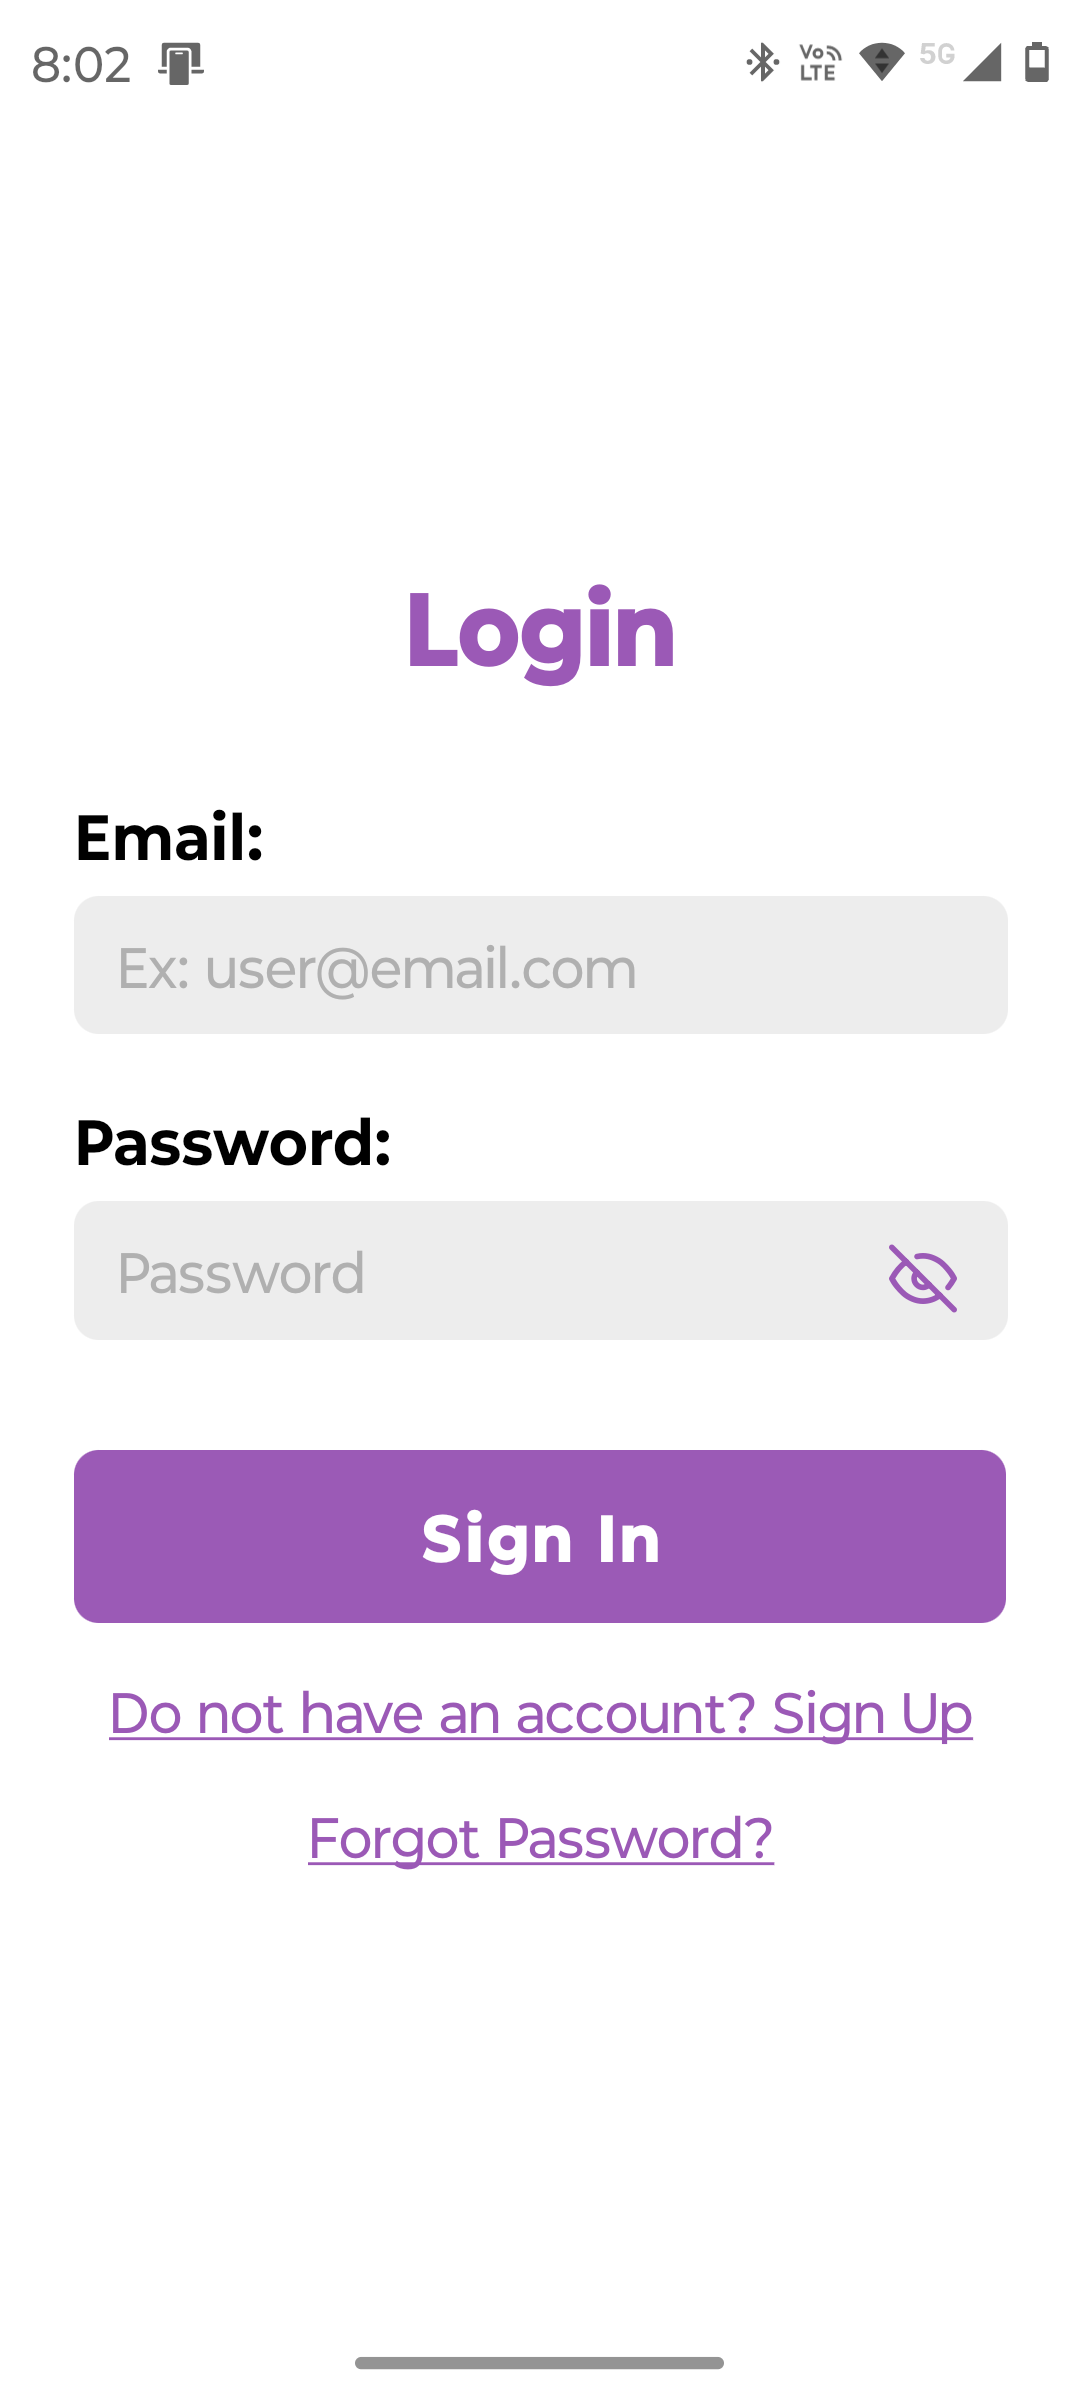 8:02
Vo LTE 5G
Login
Email:
Ex: user@email.com
Password:
Password
Sign In
Do not have an account? Sign Up
Forgot Password?